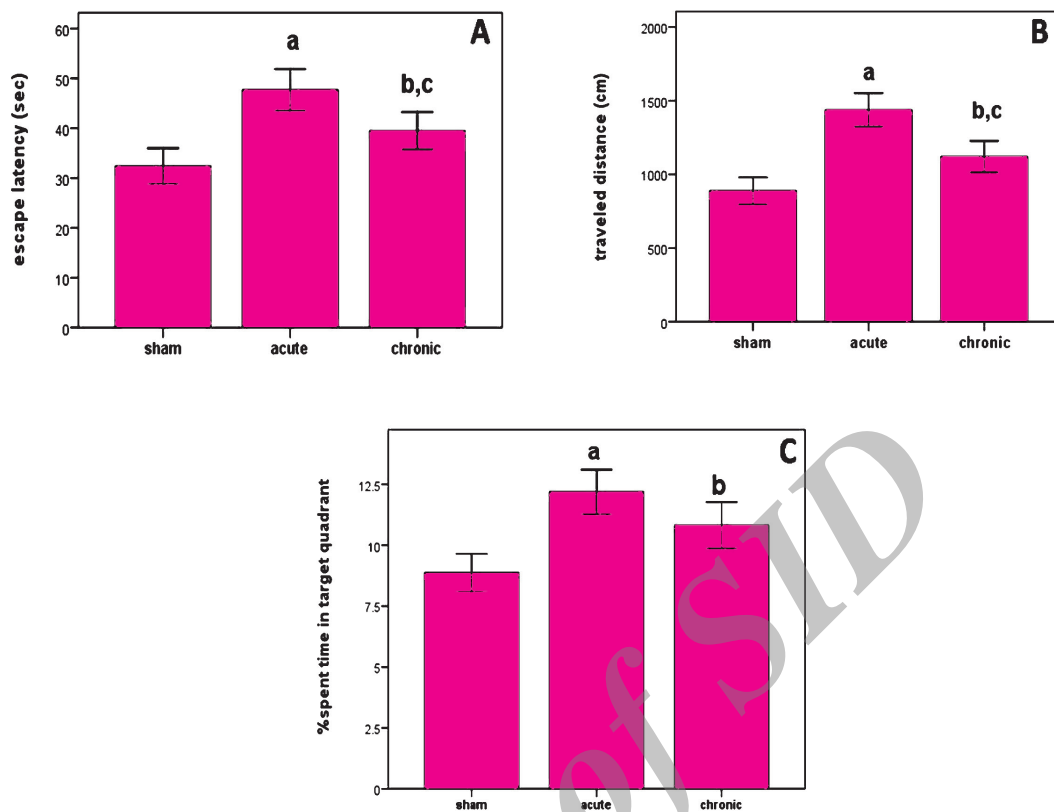 A
escape latency (sec)
60
50
40
30
20
10
0
a
b,c
sham acute chronic
B
traveled distance (cm)
2000
1500
1000
500
0
a
b,c
sham acute chronic
C
%spent time in target quadrant
12.5
10
7.5
5
2.5
0
a
b
sham acute chronic
of SID